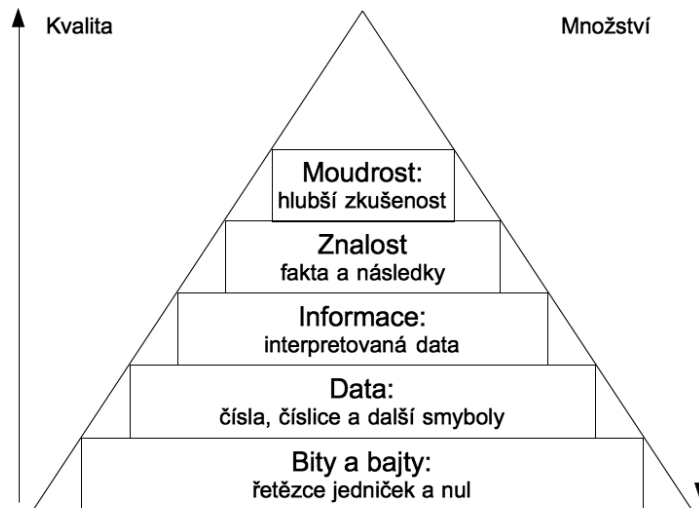 Kvalita
Množství
Moudrost:
hlubší zkušenost
Znalost
fakta a následky
Informace:
interpretovaná data
Data:
čísla, číslice a další smyboly
Bity a bajty:
řetězce jedniček a nul